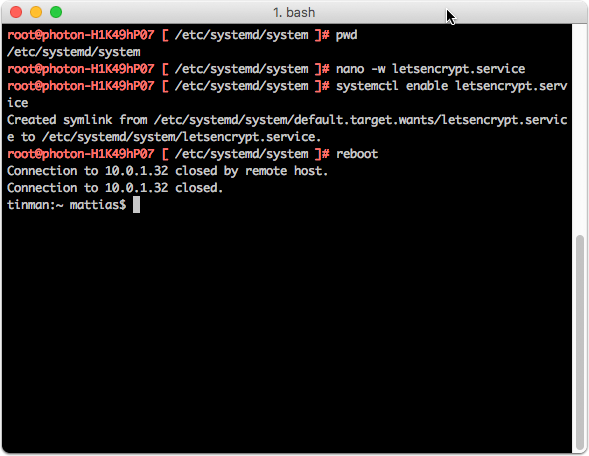 1. bash
root@photon-H1K49hP07 [ /etc/systemd/system ]# pwd
/etc/systemd/system
root@photon-H1K49hP07 [ /etc/systemd/system ]# nano -w letsencrypt.service
root@photon-H1K49hP07 [ /etc/systemd/system ]# systemctl enable letsencrypt.serv
ice
Created symlink from /etc/systemd/system/default.target.wants/letsencrypt.servic
e to /etc/systemd/system/letsencrypt.service.
root@photon-H1K49hP07 [ /etc/systemd/system ]# reboot
Connection to 10.0.1.32 closed by remote host.
Connection to 10.0.1.32 closed.
tinman:~ mattias$